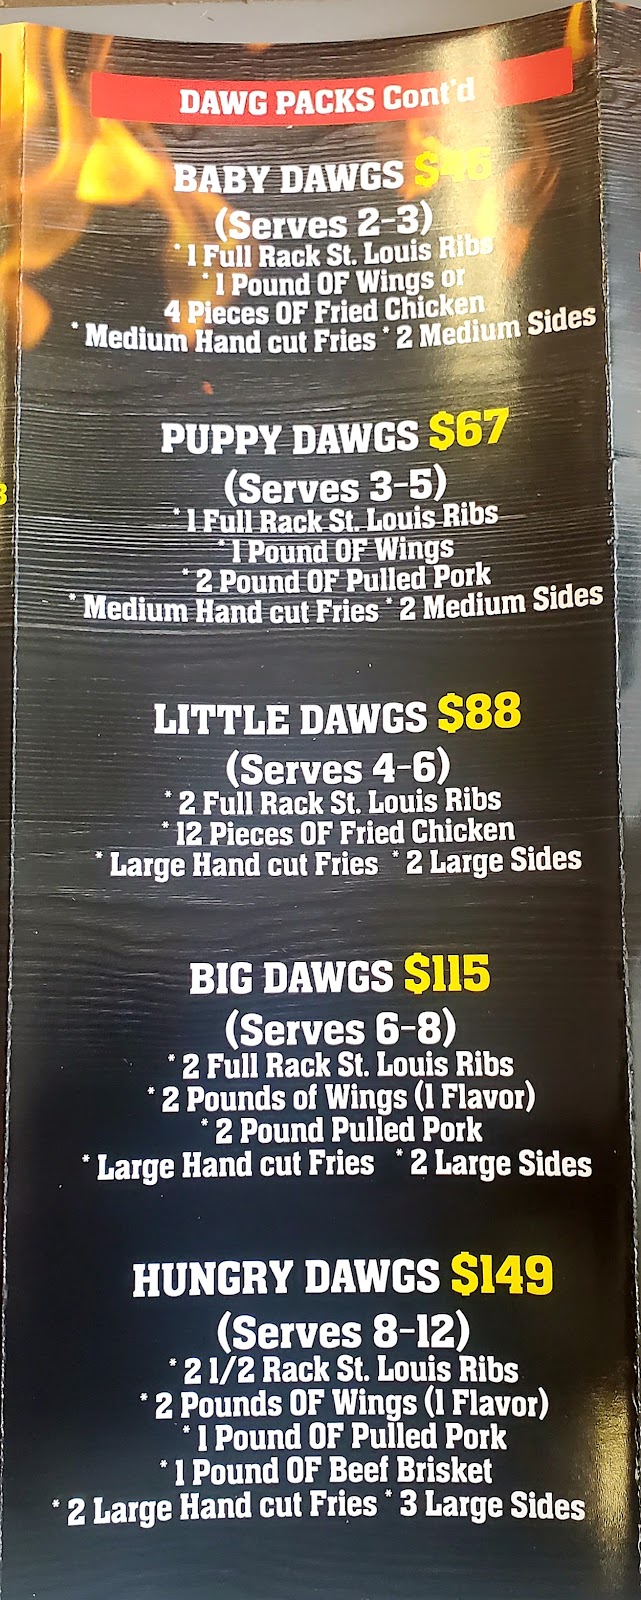 DAWG PACKS Cont'd
BABY DAWGS $46
(Serves 2-3)
* 1 Full Rack St. Louis Ribs
* 1 Pound OF Wings or
4 Pieces OF Fried Chicken
* Medium Hand cut Fries * 2 Medium Sides
PUPPY DAWGS $67
(Serves 3-5)
* 1 Full Rack St. Louis Ribs
* 1 Pound OF Wings
* 2 Pound OF Pulled Pork
* Medium Hand cut Fries * 2 Medium Sides
LITTLE DAWGS $88
(Serves 4-6)
* 2 Full Rack St. Louis Ribs
* 12 Pieces OF Fried Chicken
* Large Hand cut Fries * 2 Large Sides
BIG DAWGS $115
(Serves 6-8)
* 2 Full Rack St. Louis Ribs
* 2 Pounds of Wings (1 Flavor)
* 2 Pound Pulled Pork
* Large Hand cut Fries * 2 Large Sides
HUNGRY DAWGS $149
(Serves 8-12)
* 2 1/2 Rack St. Louis Ribs
* 2 Pounds OF Wings (1 Flavor)
* 1 Pound OF Pulled Pork
* 1 Pound OF Beef Brisket
* 2 Large Hand cut Fries * 3 Large Sides